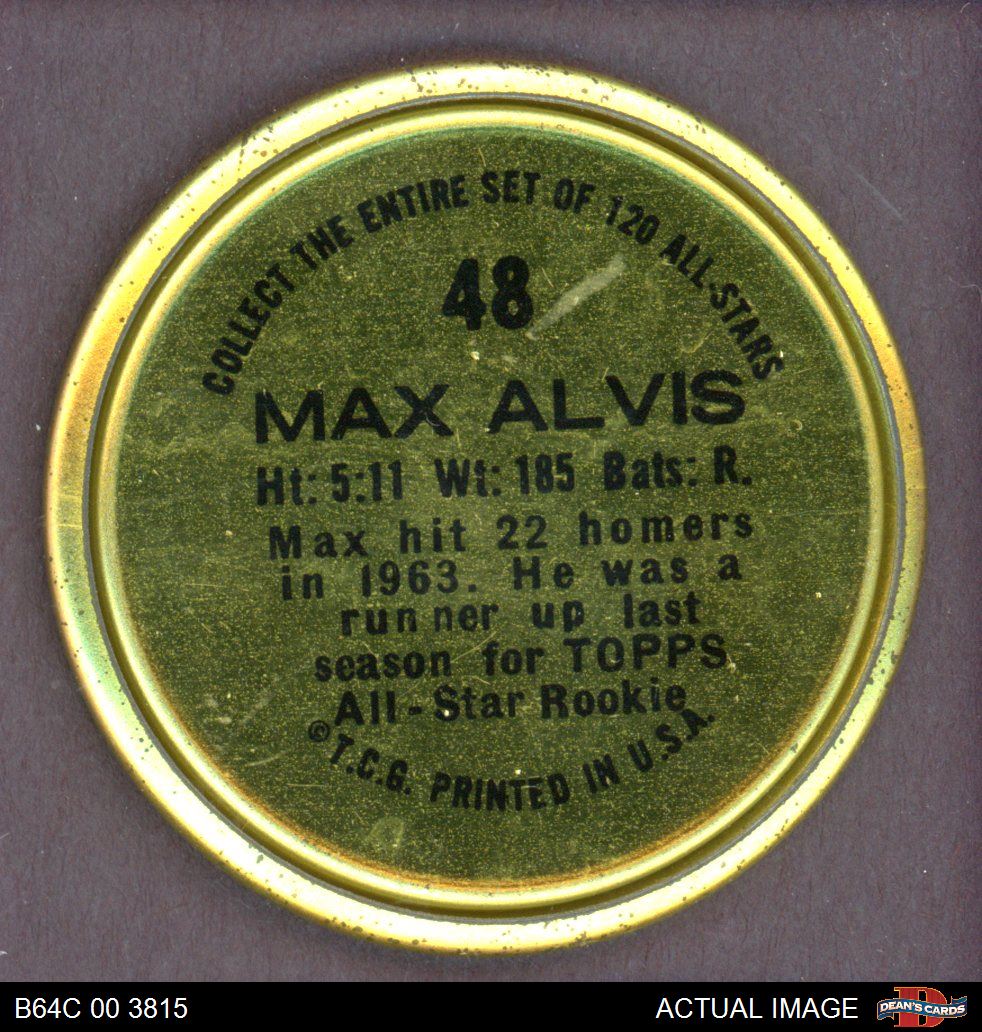 COLLECT THE ENTIRE SET OF 120 ALL-STARS
48
MAX ALVIS
Ht: 5:11 Wt: 185 Bats: R.
Max hit 22 homers
in 1963. He was a
runner up last
season for TOPPS
All-Star Rookie
© T.C.G. PRINTED IN U.S.A.
B64C 00 3815
ACTUAL IMAGE
DEAN'S CARDS